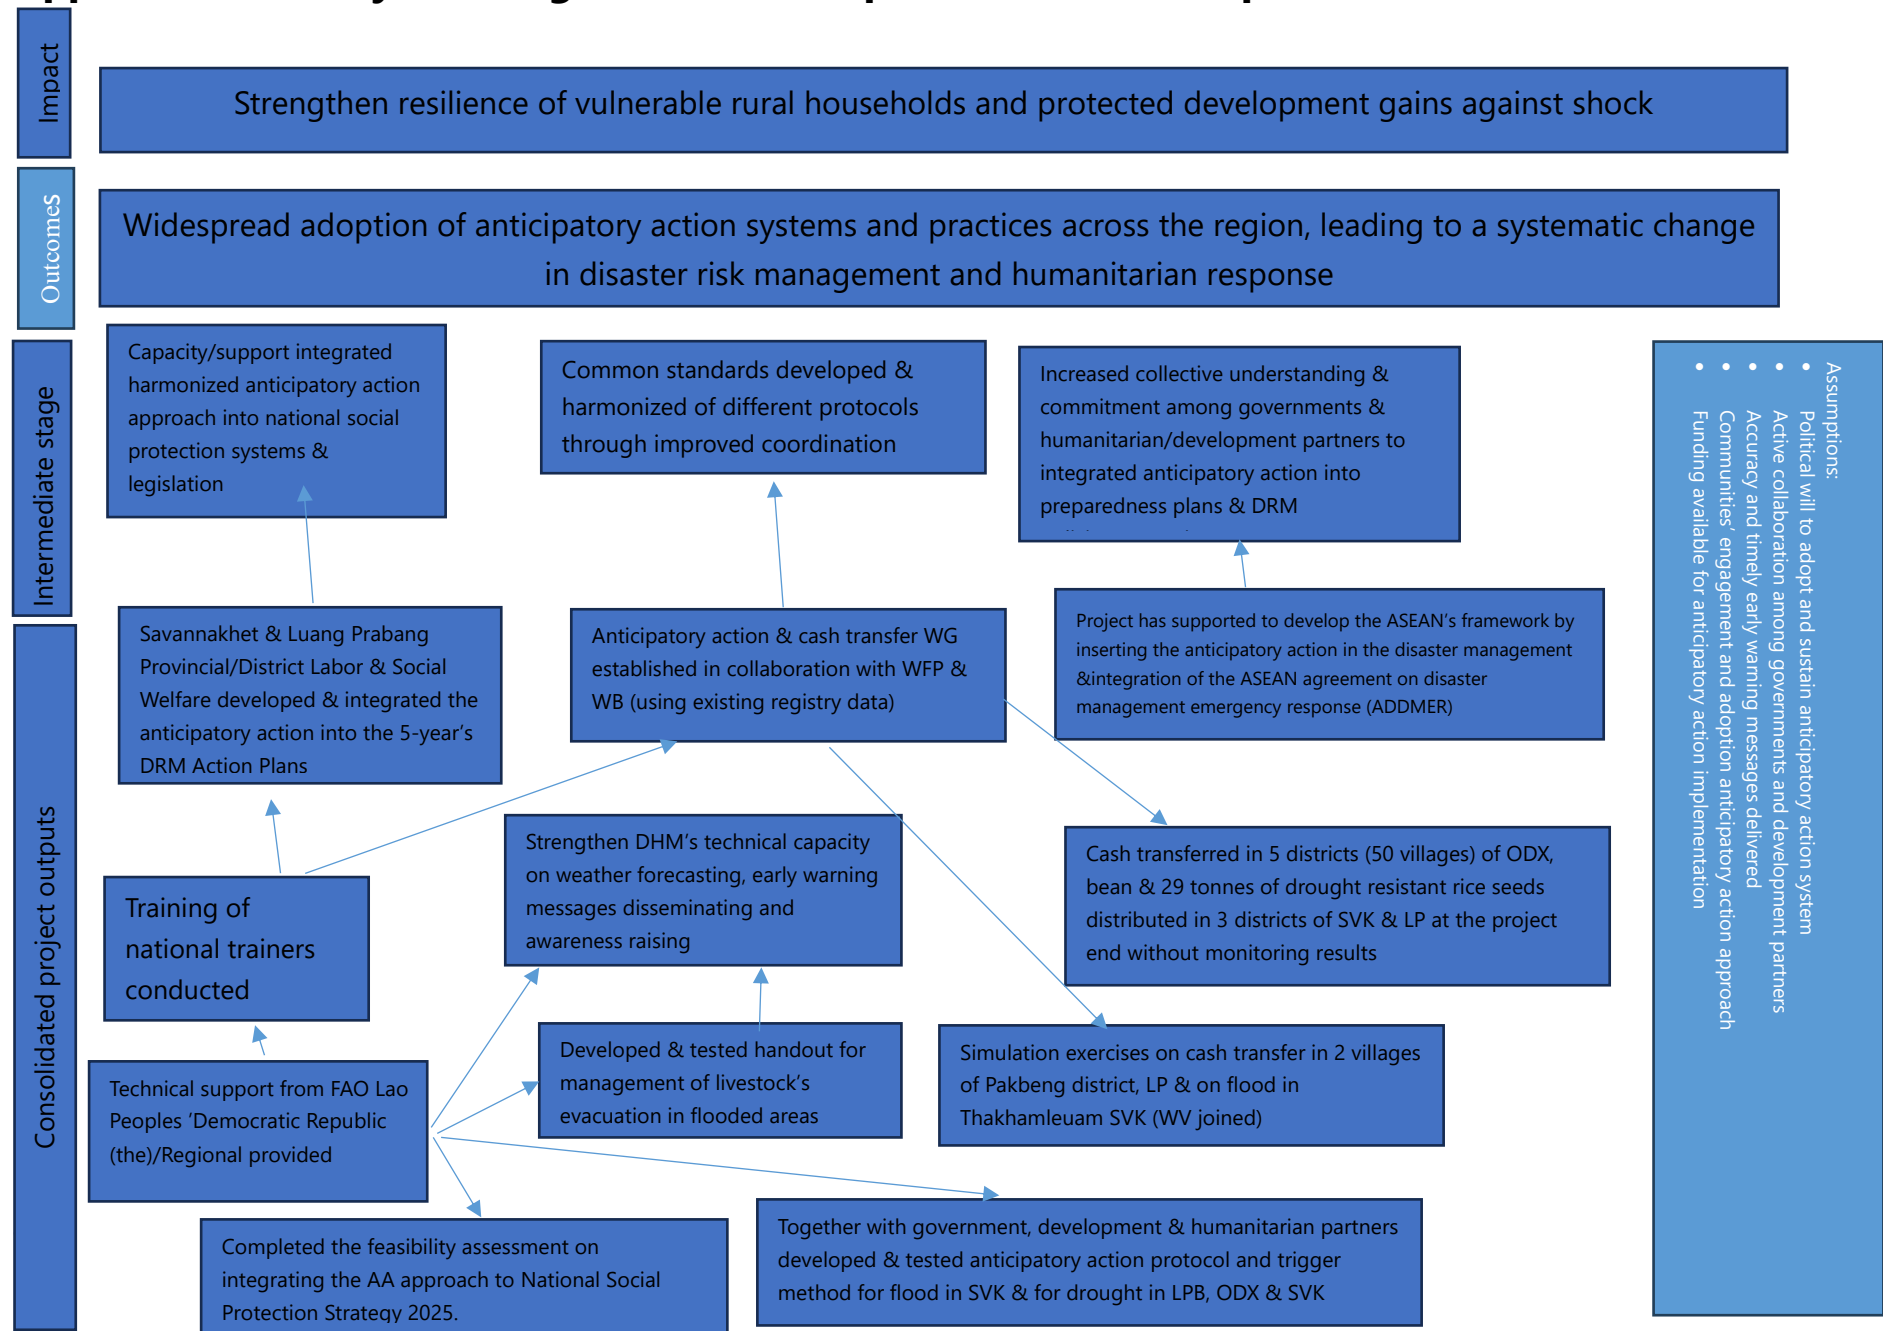 Impact
Strengthen resilience of vulnerable rural households and protected development gains against shock
Outcomes
Widespread adoption of anticipatory action systems and practices across the region, leading to a systematic change
in disaster risk management and humanitarian response
Intermediate stage
Capacity/support integrated
harmonized anticipatory action
approach into national social
protection systems &
legislation
Common standards developed &
harmonized of different protocols
through improved coordination
Increased collective understanding &
commitment among governments &
humanitarian/development partners to
integrated anticipatory action into
preparedness plans & DRM
Assumptions:
• Political will to adopt and sustain anticipatory action system
• Active collaboration among governments and development partners
• Accuracy and timely early warning messages delivered
• Communities' engagement and adoption anticipatory action approach
• Funding available for anticipatory action implementation
Consolidated project outputs
Savannakhet & Luang Prabang
Provincial/District Labor & Social
Welfare developed & integrated the
anticipatory action into the 5-year's
DRM Action Plans
Anticipatory action & cash transfer WG
established in collaboration with WFP &
WB (using existing registry data)
Project has supported to develop the ASEAN's framework by
inserting the anticipatory action in the disaster management
&integration of the ASEAN agreement on disaster
management emergency response (ADDMER)
Training of
national trainers
conducted
Strengthen DHM's technical capacity
on weather forecasting, early warning
messages disseminating and
awareness raising
Cash transferred in 5 districts (50 villages) of ODX,
bean & 29 tonnes of drought resistant rice seeds
distributed in 3 districts of SVK & LP at the project
end without monitoring results
Technical support from FAO Lao
Peoples 'Democratic Republic
(the)/Regional provided
Developed & tested handout for
management of livestock's
evacuation in flooded areas
Simulation exercises on cash transfer in 2 villages
of Pakbeng district, LP & on flood in
Thakhamleuam SVK (WV joined)
Completed the feasibility assessment on
integrating the AA approach to National Social
Protection Strategy 2025.
Together with government, development & humanitarian partners
developed & tested anticipatory action protocol and trigger
method for flood in SVK & for drought in LPB, ODX & SVK